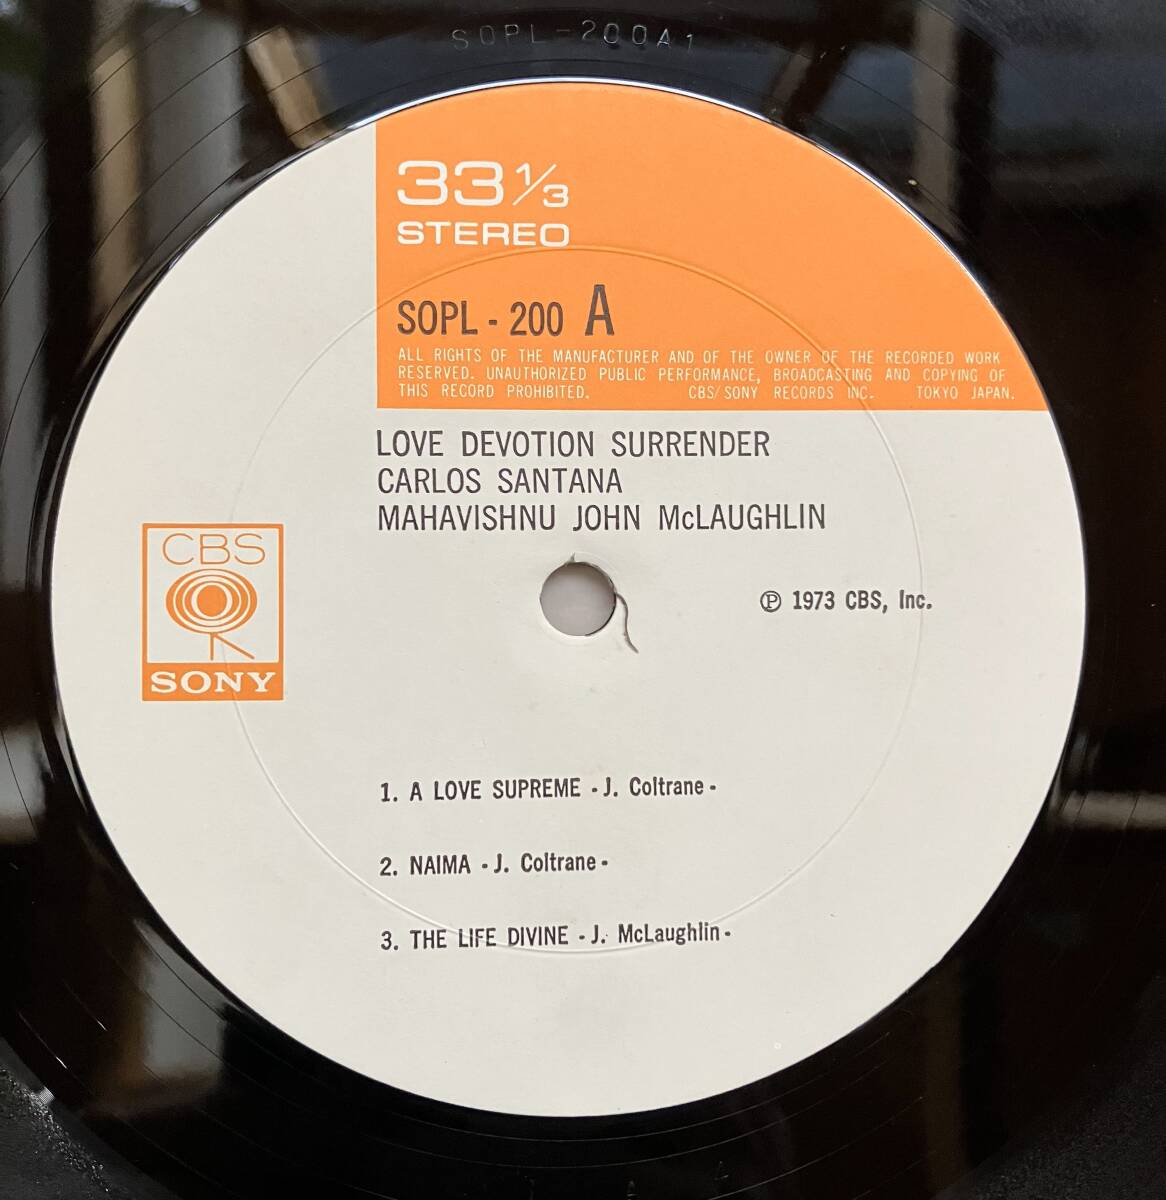 SOPL-200A1
33 1/3
STEREO
SOPL - 200 A
ALL RIGHTS OF THE MANUFACTURER AND OF THE OWNER OF THE RECORDED WORK
RESERVED. UNAUTHORIZED PUBLIC PERFORMANCE, BROADCASTING AND COPYING OF
THIS RECORD PROHIBITED. CBS/SONY RECORDS INC. TOKYO JAPAN.
LOVE DEVOTION SURRENDER
CARLOS SANTANA
MAHAVISHNU JOHN McLAUGHLIN
CBS
SONY
℗ 1973 CBS, Inc.
1. A LOVE SUPREME - J. Coltrane -
2. NAIMA - J. Coltrane -
3. THE LIFE DIVINE - J. McLaughlin -